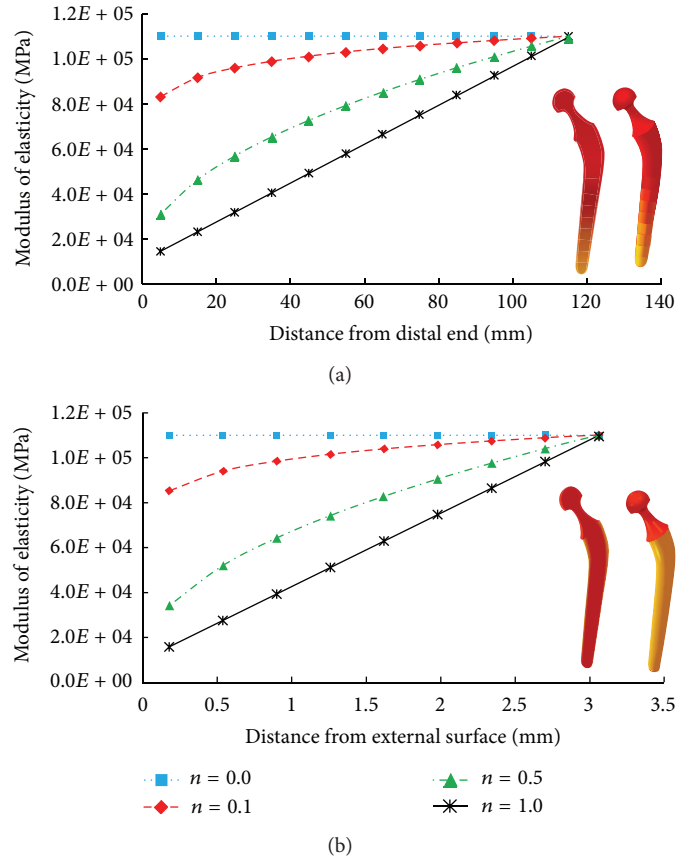 1.2E + 05
1.0E + 05
8.0E + 04
6.0E + 04
4.0E + 04
2.0E + 04
0.0E + 00
Modulus of elasticity (MPa)
0 20 40 60 80 100 120 140
Distance from distal end (mm)
(a)
1.2E + 05
1.0E + 05
8.0E + 04
6.0E + 04
4.0E + 04
2.0E + 04
0.0E + 00
Modulus of elasticity (MPa)
0 0.5 1 1.5 2 2.5 3 3.5
Distance from external surface (mm)
n = 0.0 n = 0.5
n = 0.1 n = 1.0
(b)